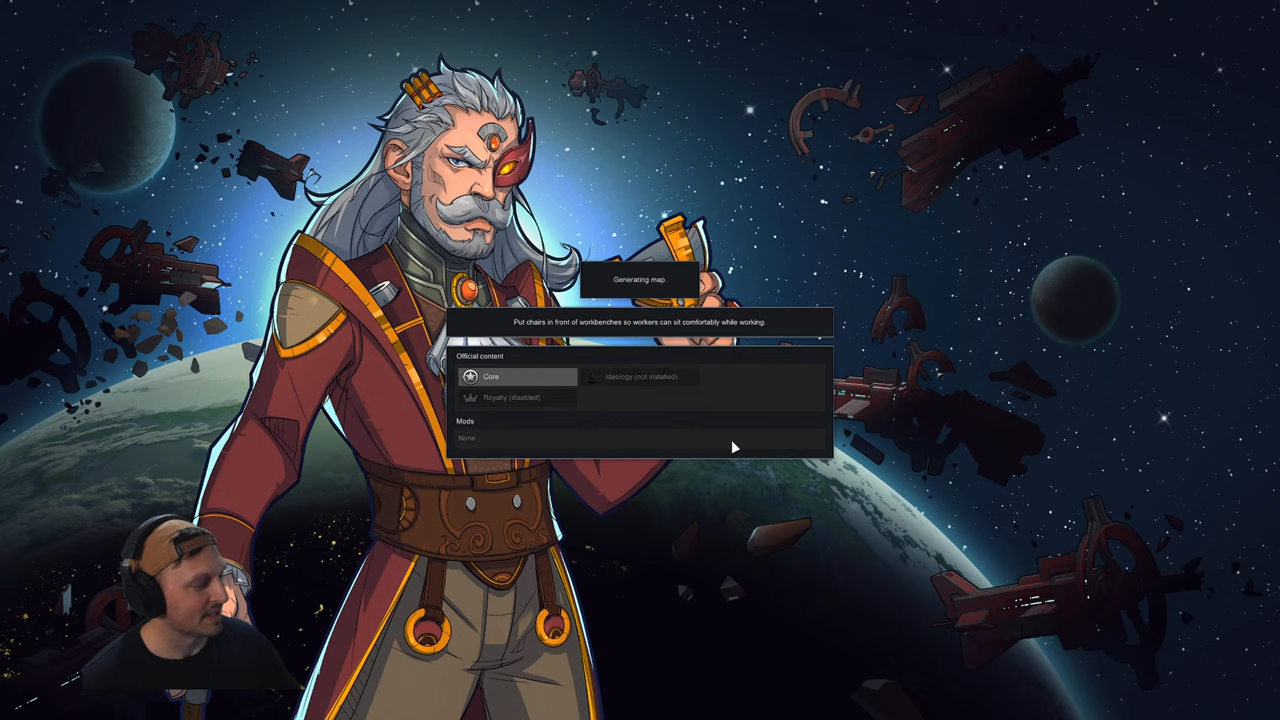 Generating map.
Put chairs in front of workbenches so workers can sit comfortably while working.
Official content
Core
Ideology (not installed)
Royalty (disabled)
Mods
None